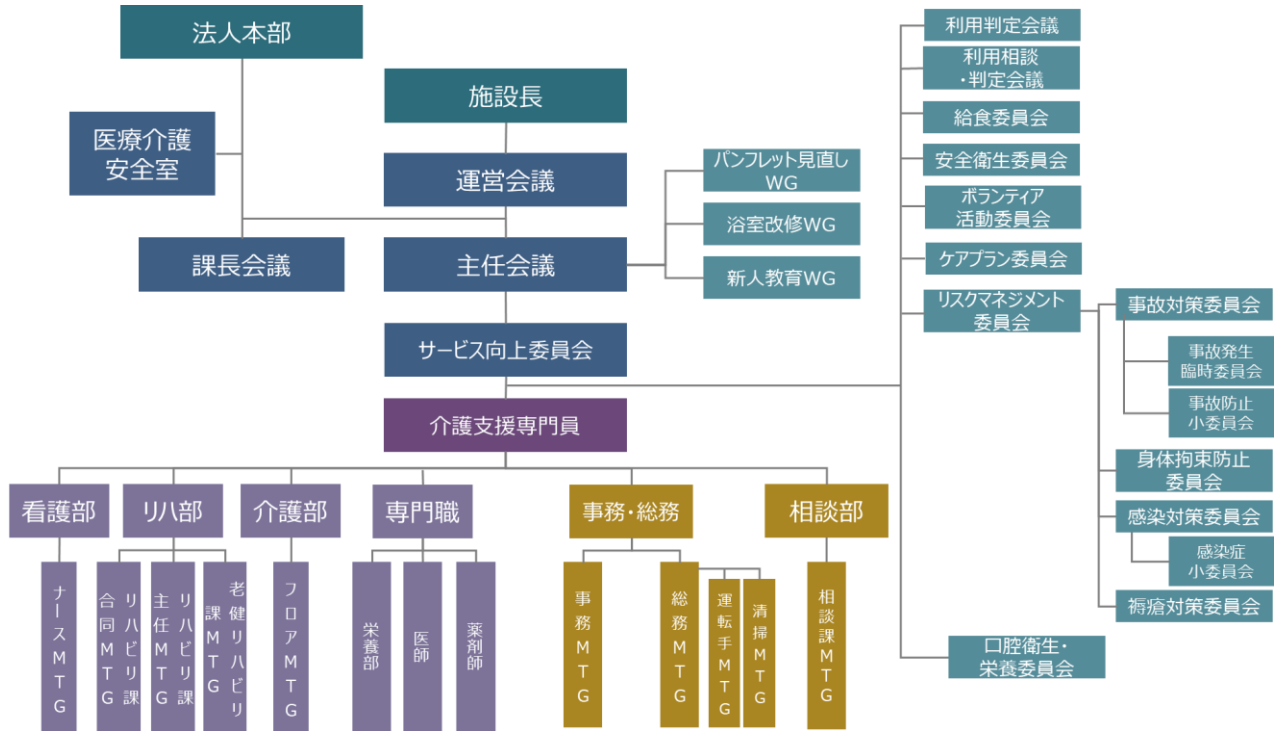 法人本部
施設長
医療介護
安全室
運営会議
課長会議
主任会議
パンフレット見直し
WG
浴室改修WG
新人教育WG
サービス向上委員会
介護支援専門員
利用判定会議
利用相談
・判定会議
給食委員会
安全衛生委員会
ボランティア
活動委員会
ケアプラン委員会
リスクマネジメント
委員会
事故対策委員会
事故発生
臨時委員会
事故防止
小委員会
身体拘束防止
委員会
感染対策委員会
感染症
小委員会
褥瘡対策委員会
口腔衛生・
栄養委員会
看護部
リハ部
介護部
専門職
事務・総務
相談部
ナースMTG
リハビリ課
合同MTG
リハビリ課
主任MTG
老健リハビリ
課MTG
フロアMTG
栄養部
医師
薬剤師
事務MTG
総務MTG
運転手MTG
清掃MTG
相談課MTG